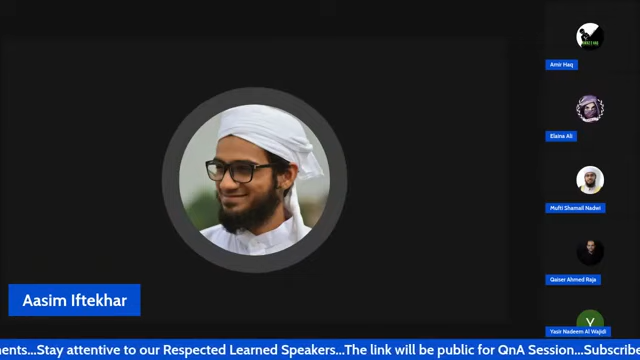 Amir Haq
Elaina Ali
Mufti Shamail Nadwi
Qaiser Ahmed Raja
Y
Yasir Nadeem Al Wajidi
Aasim Iftekhar
ents...Stay attentive to our Respected Learned Speakers...The link will be public for QnA Session...Subscribe